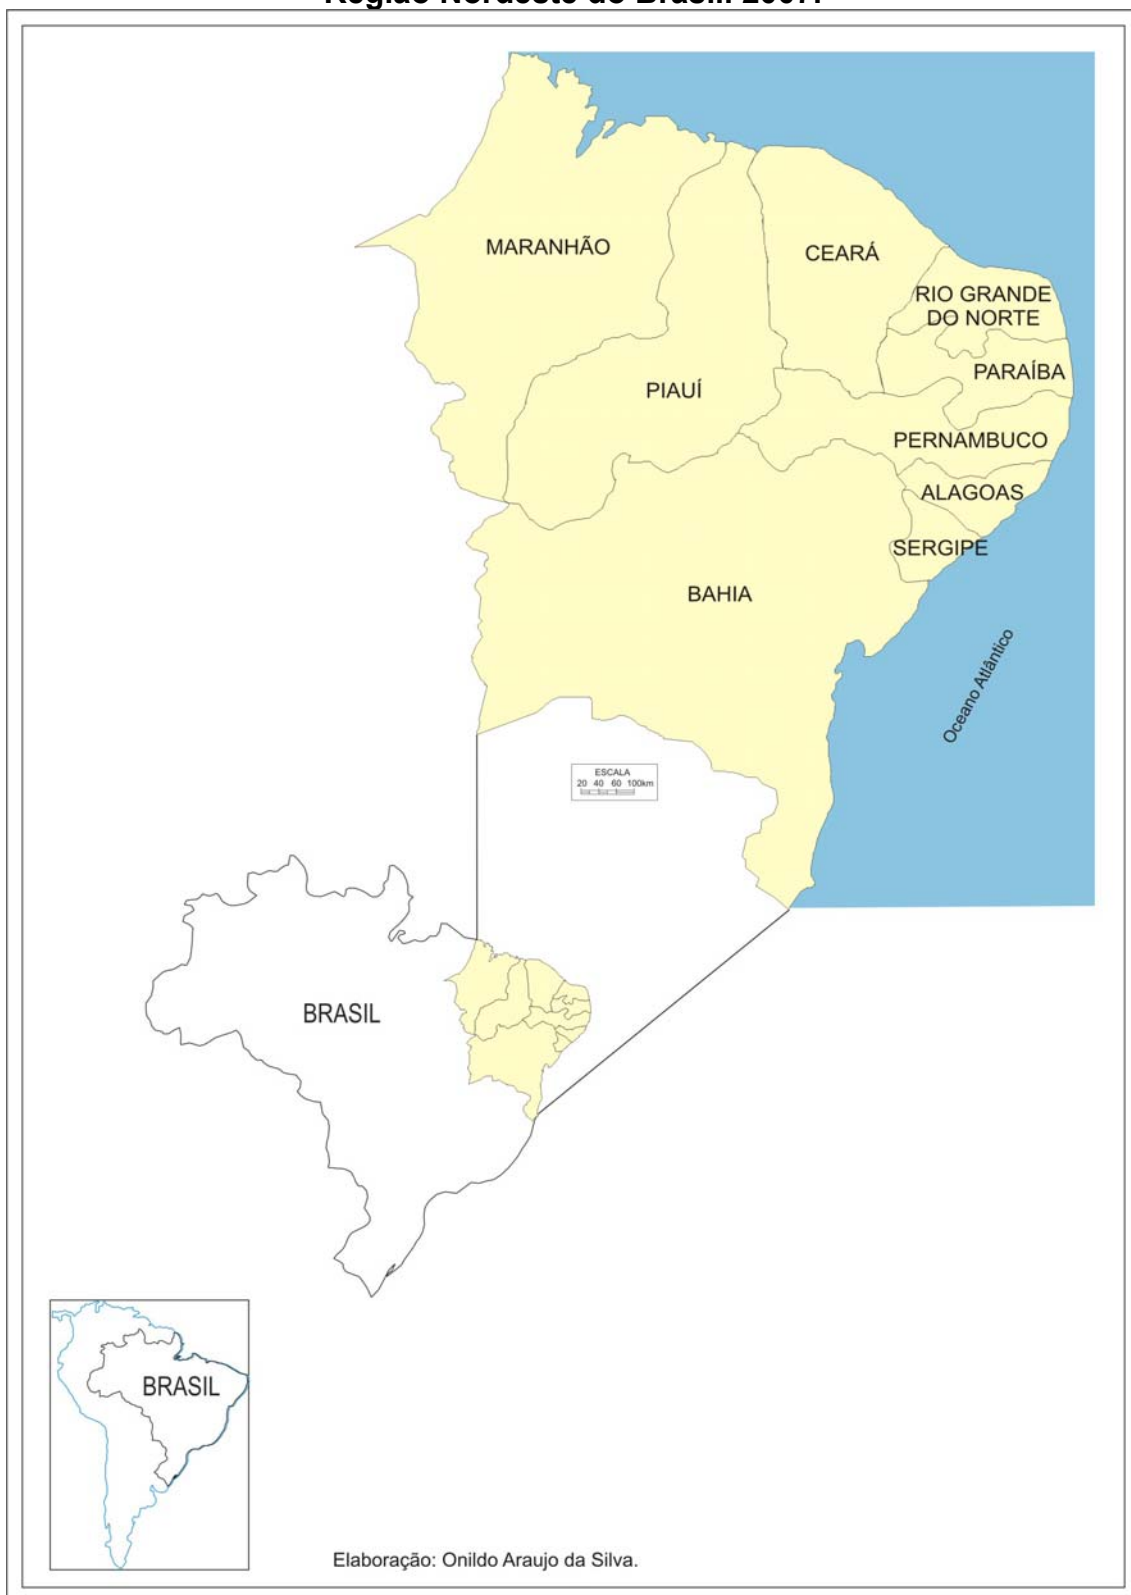 Região Nordeste do Brasil. 2007.
MARANHÃO
CEARÁ
RIO GRANDE
DO NORTE
PARAÍBA
PIAUÍ
PERNAMBUCO
ALAGOAS
SERGIPE
BAHIA
Oceano Atlântico
ESCALA
20 40 60 100km
BRASIL
BRASIL
Elaboração: Onildo Araujo da Silva.